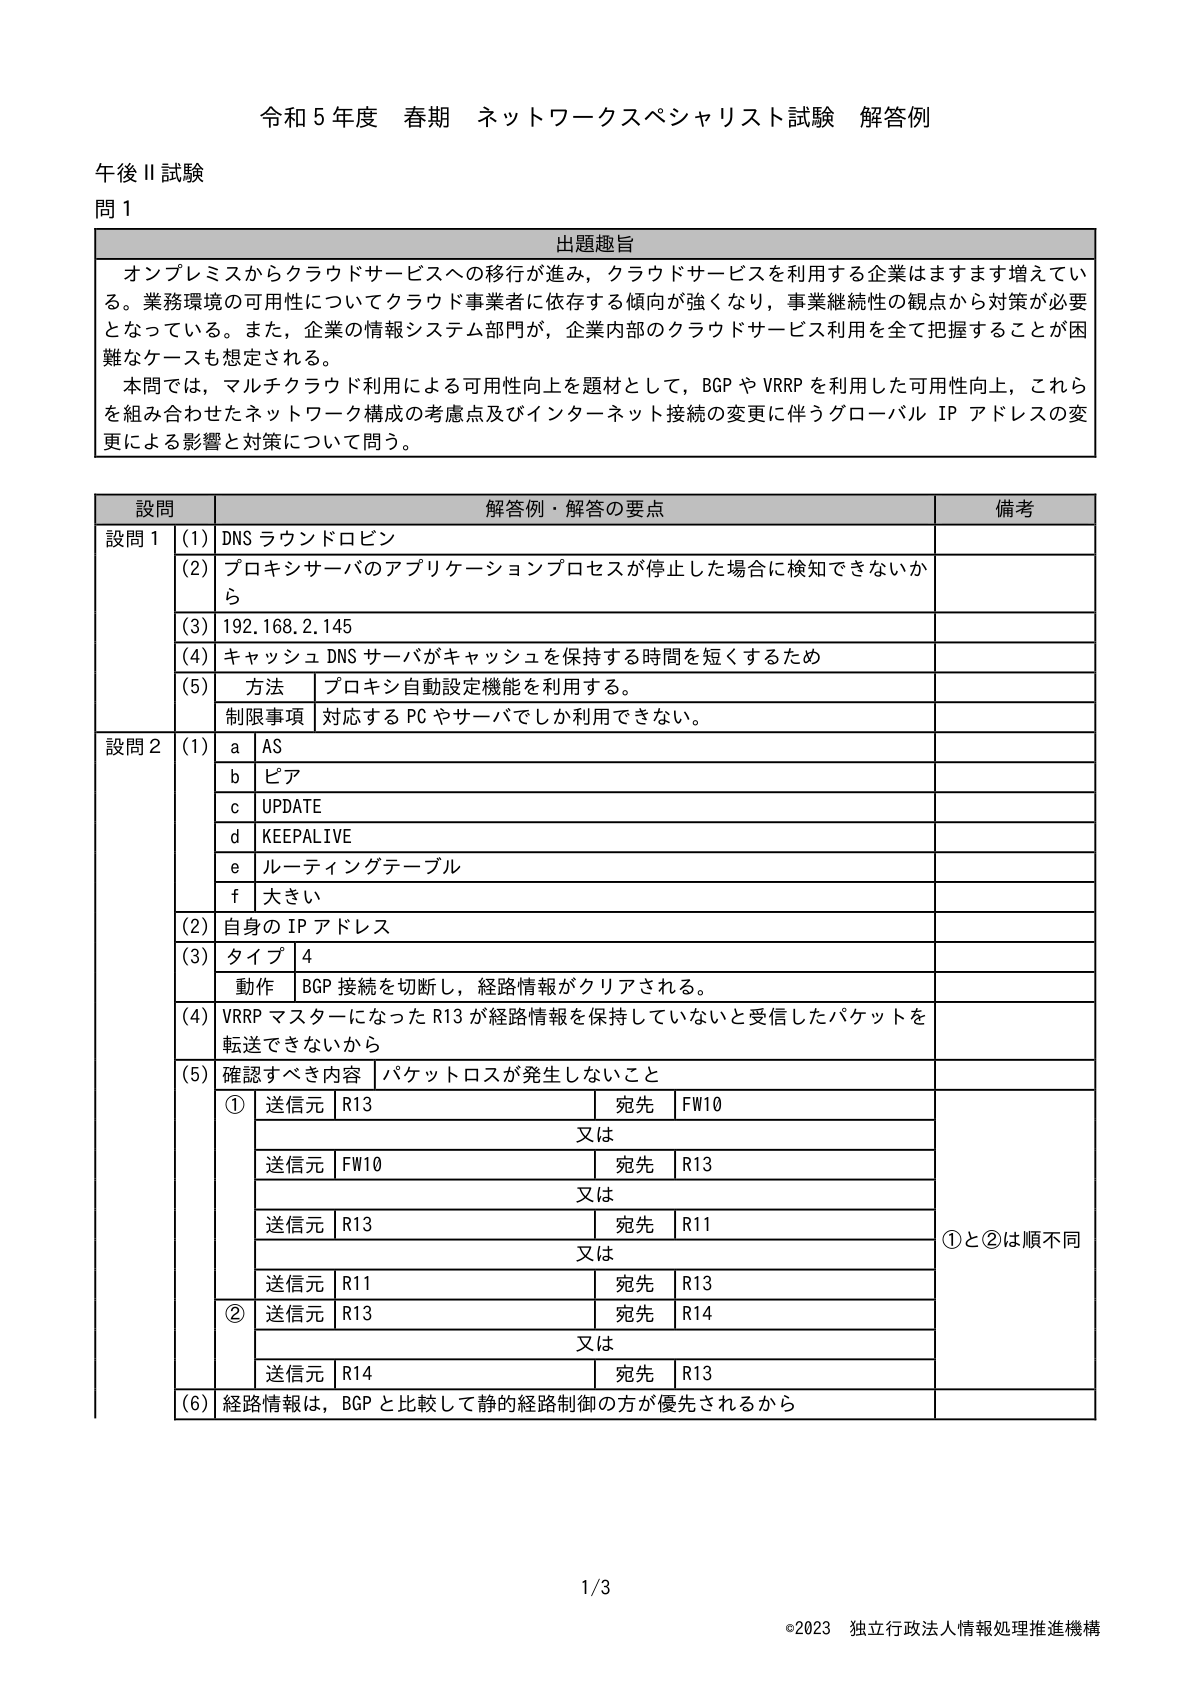 令和５年度　春期　ネットワークスペシャリスト試験　解答例
午後Ⅱ試験
問１
出題趣旨
オンプレミスからクラウドサービスへの移行が進み，クラウドサービスを利用する企業はますます増えてい
る。業務環境の可用性についてクラウド事業者に依存する傾向が強くなり，事業継続性の観点から対策が必要
となっている。また，企業の情報システム部門が，企業内部のクラウドサービス利用を全て把握することが困
難なケースも想定される。
本問では，マルチクラウド利用による可用性向上を題材として，BGP や VRRP を利用した可用性向上，これら
を組み合わせたネットワーク構成の考慮点及びインターネット接続の変更に伴うグローバル IP アドレスの変
更による影響と対策について問う。
設問 解答例・解答の要点 備考
設問１ (1) DNS ラウンドロビン
(2) プロキシサーバのアプリケーションプロセスが停止した場合に検知できないか
ら
(3) 192.168.2.145
(4) キャッシュ DNS サーバがキャッシュを保持する時間を短くするため
(5) 方法 プロキシ自動設定機能を利用する。
制限事項 対応する PC やサーバでしか利用できない。
設問２ (1) a AS
b ピア
c UPDATE
d KEEPALIVE
e ルーティングテーブル
f 大きい
(2) 自身の IP アドレス
(3) タイプ 4
動作 BGP 接続を切断し，経路情報がクリアされる。
(4) VRRP マスターになった R13 が経路情報を保持していないと受信したパケットを
転送できないから
(5) 確認すべき内容 パケットロスが発生しないこと
① 送信元 R13 宛先 FW10
又は
送信元 FW10 宛先 R13
又は
送信元 R13 宛先 R11
①と②は順不同
又は
送信元 R11 宛先 R13
② 送信元 R13 宛先 R14
又は
送信元 R14 宛先 R13
(6) 経路情報は，BGP と比較して静的経路制御の方が優先されるから
1/3
©2023　独立行政法人情報処理推進機構